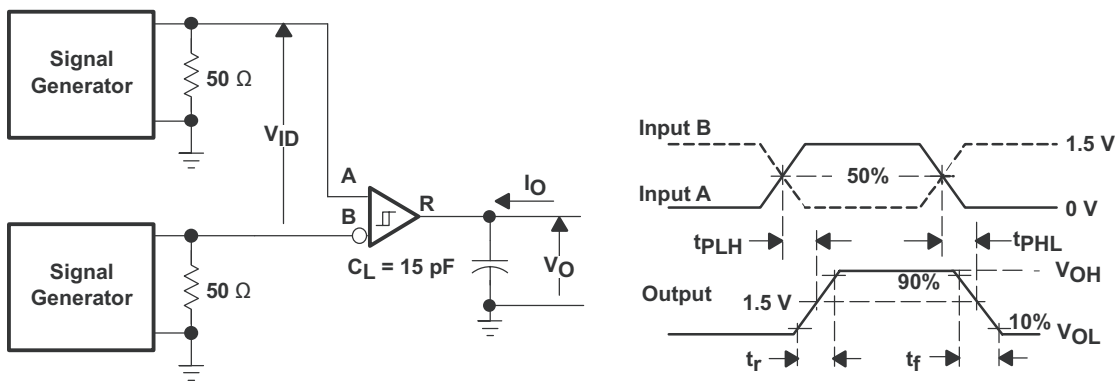 Signal
Generator
50 Ω
VID
A
B
R
IO
Signal
Generator
50 Ω
CL = 15 pF
VO
Input B
1.5 V
50%
Input A
0 V
tPLH
tPHL
VOH
90%
Output
1.5 V
10%
VOL
tr
tf